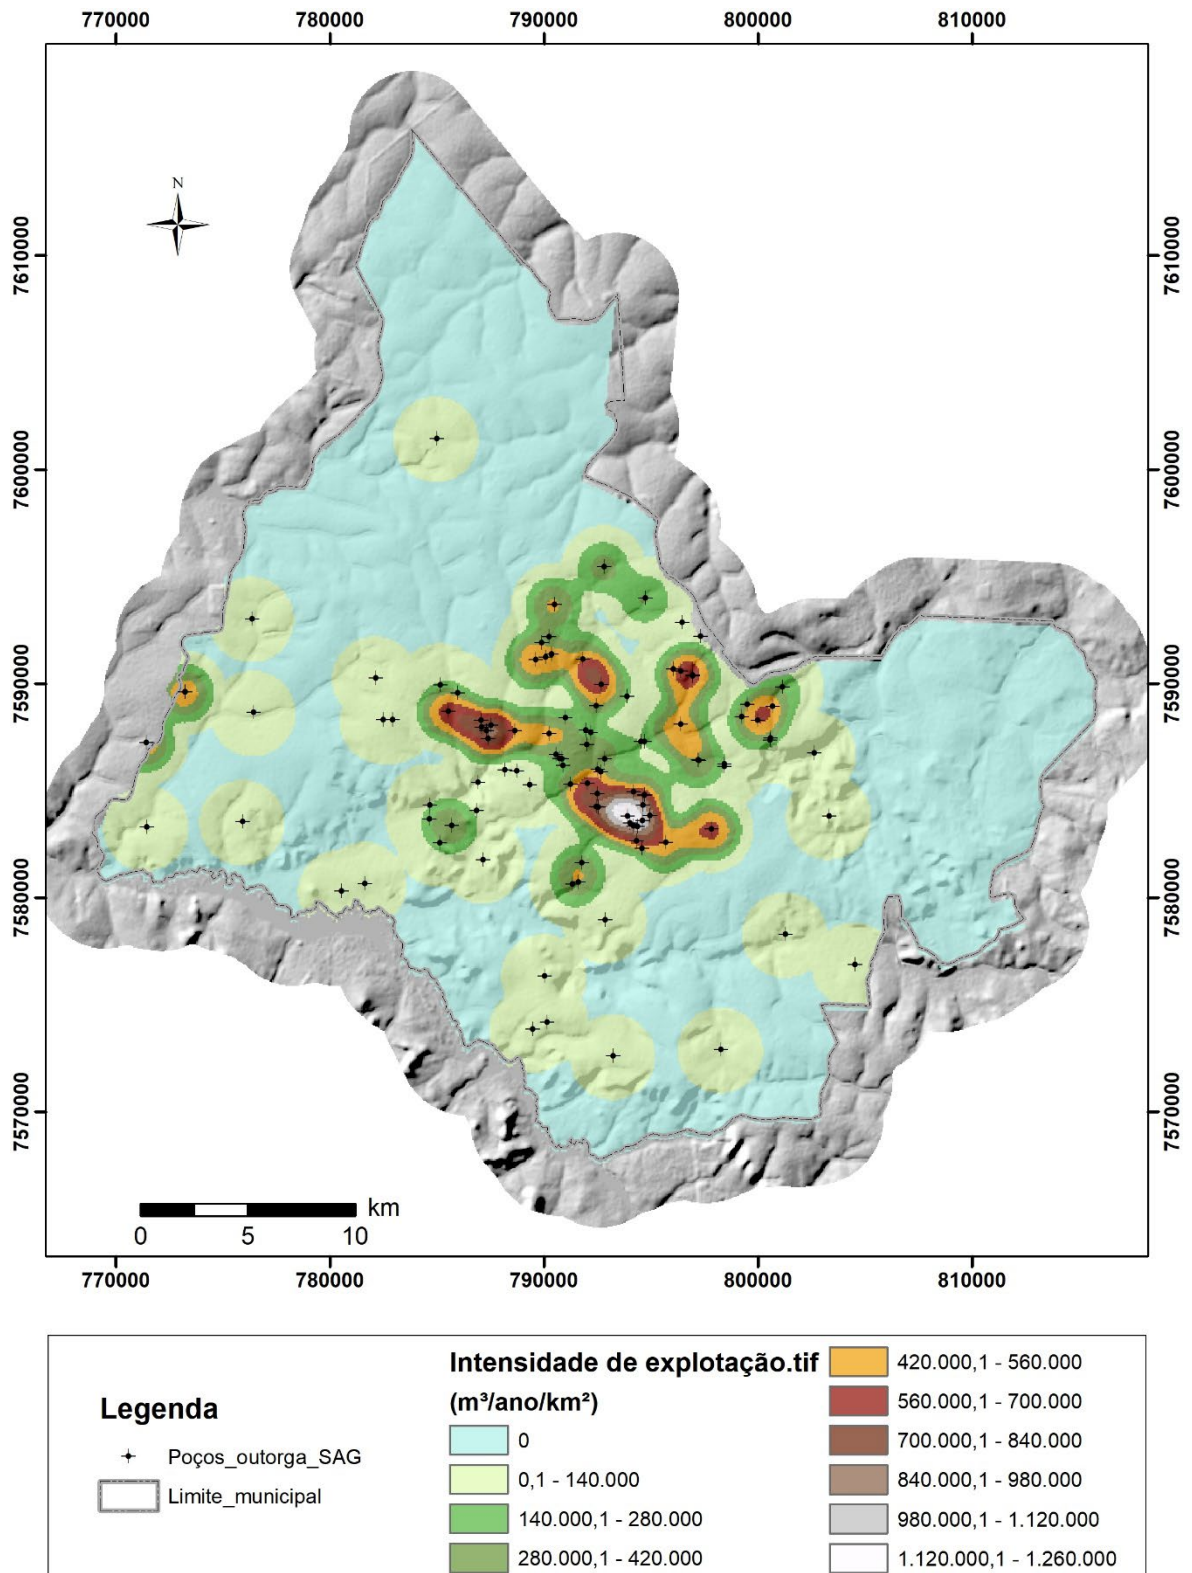 770000 780000 790000 800000 810000
N
7610000 7610000
7600000 7600000
7590000 7590000
7580000 7580000
7570000 7570000
km
0 5 10
770000 780000 790000 800000 810000
Legenda
Poços_outorga_SAG
Limite_municipal
Intensidade de explotação.tif
(m³/ano/km²)
0
0,1 - 140.000
140.000,1 - 280.000
280.000,1 - 420.000
420.000,1 - 560.000
560.000,1 - 700.000
700.000,1 - 840.000
840.000,1 - 980.000
980.000,1 - 1.120.000
1.120.000,1 - 1.260.000